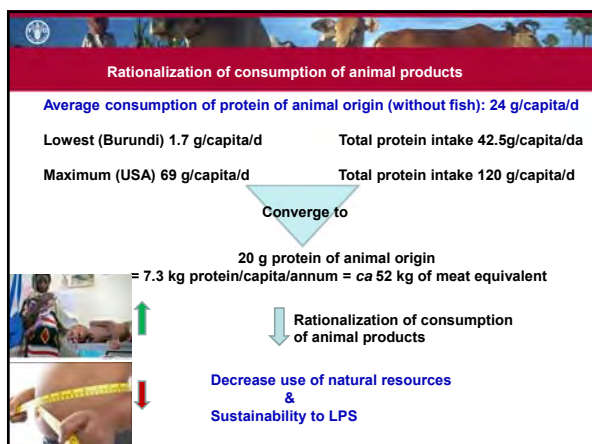 Rationalization of consumption of animal products
Average consumption of protein of animal origin (without fish): 24 g/capita/d
Lowest (Burundi) 1.7 g/capita/d Total protein intake 42.5g/capita/da
Maximum (USA) 69 g/capita/d Total protein intake 120 g/capita/d
Converge to
20 g protein of animal origin
= 7.3 kg protein/capita/annum = ca 52 kg of meat equivalent
Rationalization of consumption
of animal products
Decrease use of natural resources
&
Sustainability to LPS